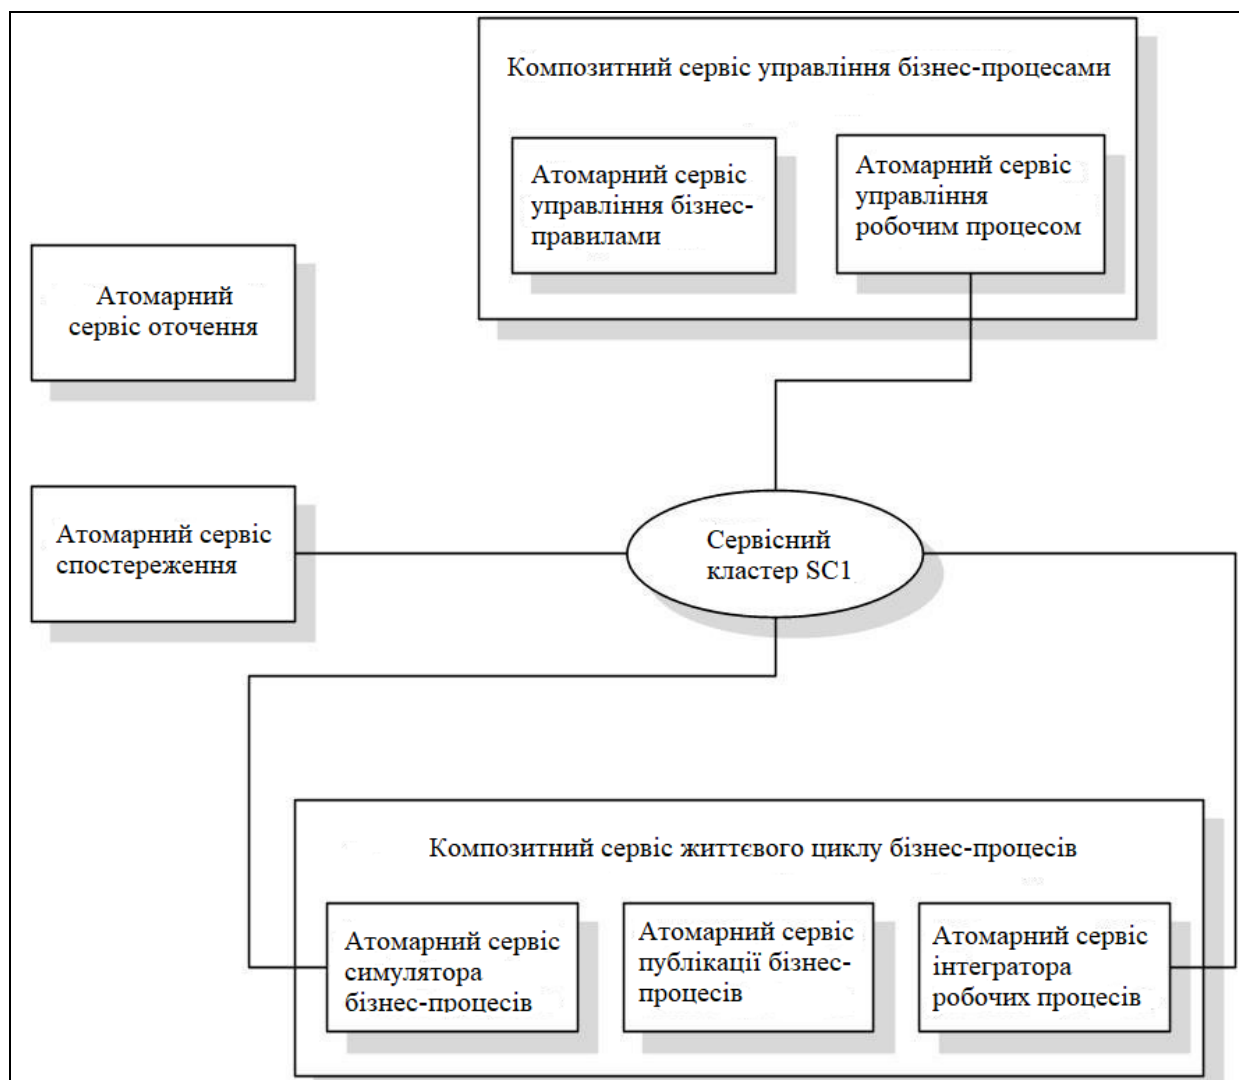 Композитний сервіс управління бізнес-процесами
Атомарний сервіс
управління бізнес-
правилами
Атомарний сервіс
управління
робочим процесом
Атомарний
сервіс оточення
Атомарний сервіс
спостереження
Сервісний
кластер SC1
Композитний сервіс життєвого циклу бізнес-процесів
Атомарний сервіс
симулятора
бізнес-процесів
Атомарний сервіс
публікації бізнес-
процесів
Атомарний сервіс
інтегратора
робочих процесів